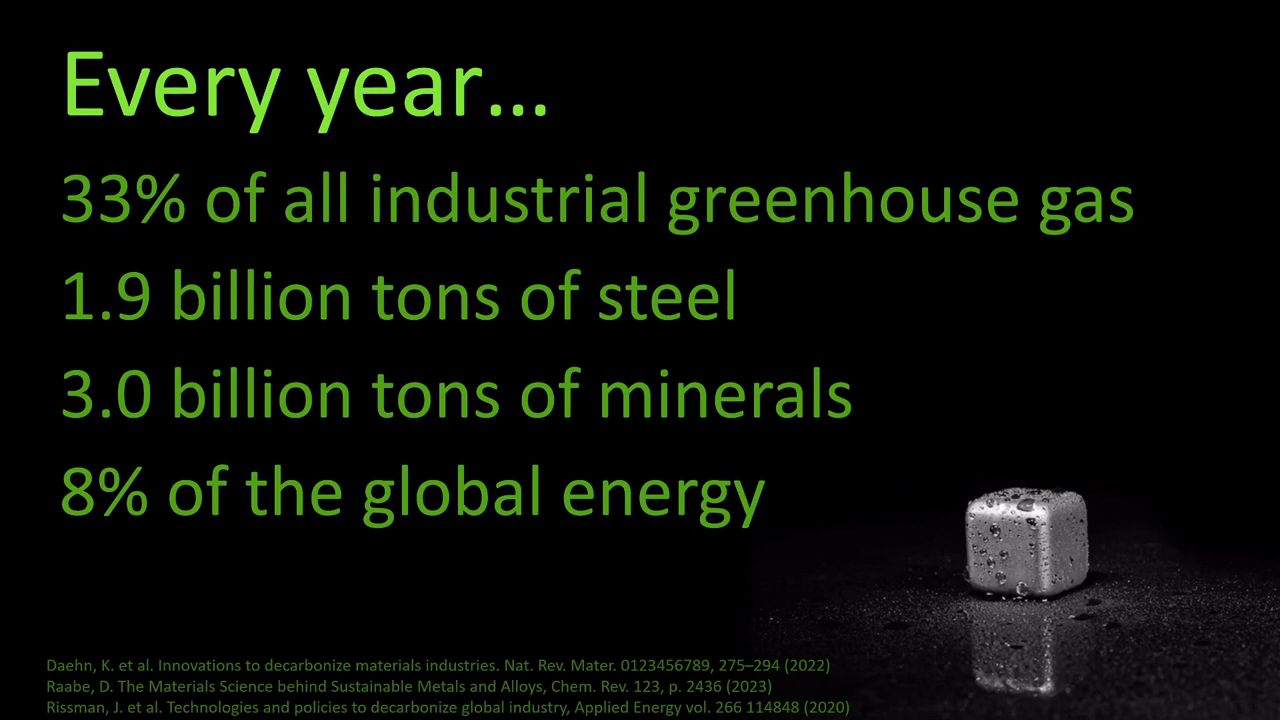 Every year...
33% of all industrial greenhouse gas
1.9 billion tons of steel
3.0 billion tons of minerals
8% of the global energy
Daehn, K. et al. Innovations to decarbonize materials industries. Nat. Rev. Mater. 0123456789, 275–294 (2022)
Raabe, D. The Materials Science behind Sustainable Metals and Alloys, Chem. Rev. 123, p. 2436 (2023)
Rissman, J. et al. Technologies and policies to decarbonize global industry, Applied Energy vol. 266 114848 (2020)